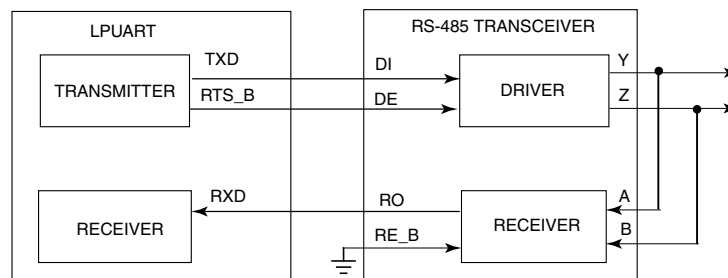 LPUART
RS-485 TRANSCEIVER
TXD
DI
Y
TRANSMITTER
DRIVER
RTS_B
DE
Z
RXD
RO
A
RECEIVER
RECEIVER
RE_B
B